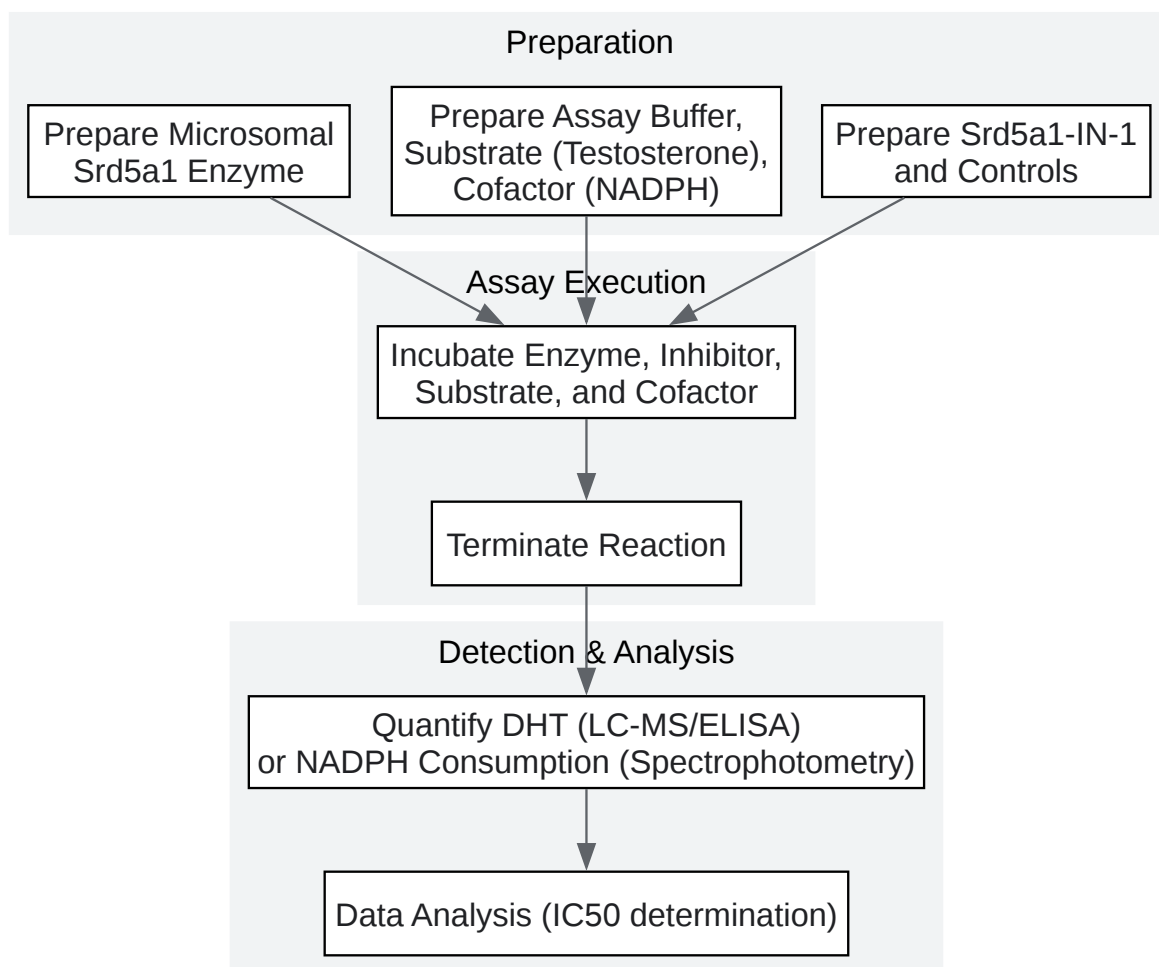 Preparation
Prepare Microsomal
Srd5a1 Enzyme
Prepare Assay Buffer,
Substrate (Testosterone),
Cofactor (NADPH)
Prepare Srd5a1-IN-1
and Controls
Assay Execution
Incubate Enzyme, Inhibitor,
Substrate, and Cofactor
Terminate Reaction
Detection & Analysis
Quantify DHT (LC-MS/ELISA)
or NADPH Consumption (Spectrophotometry)
Data Analysis (IC50 determination)